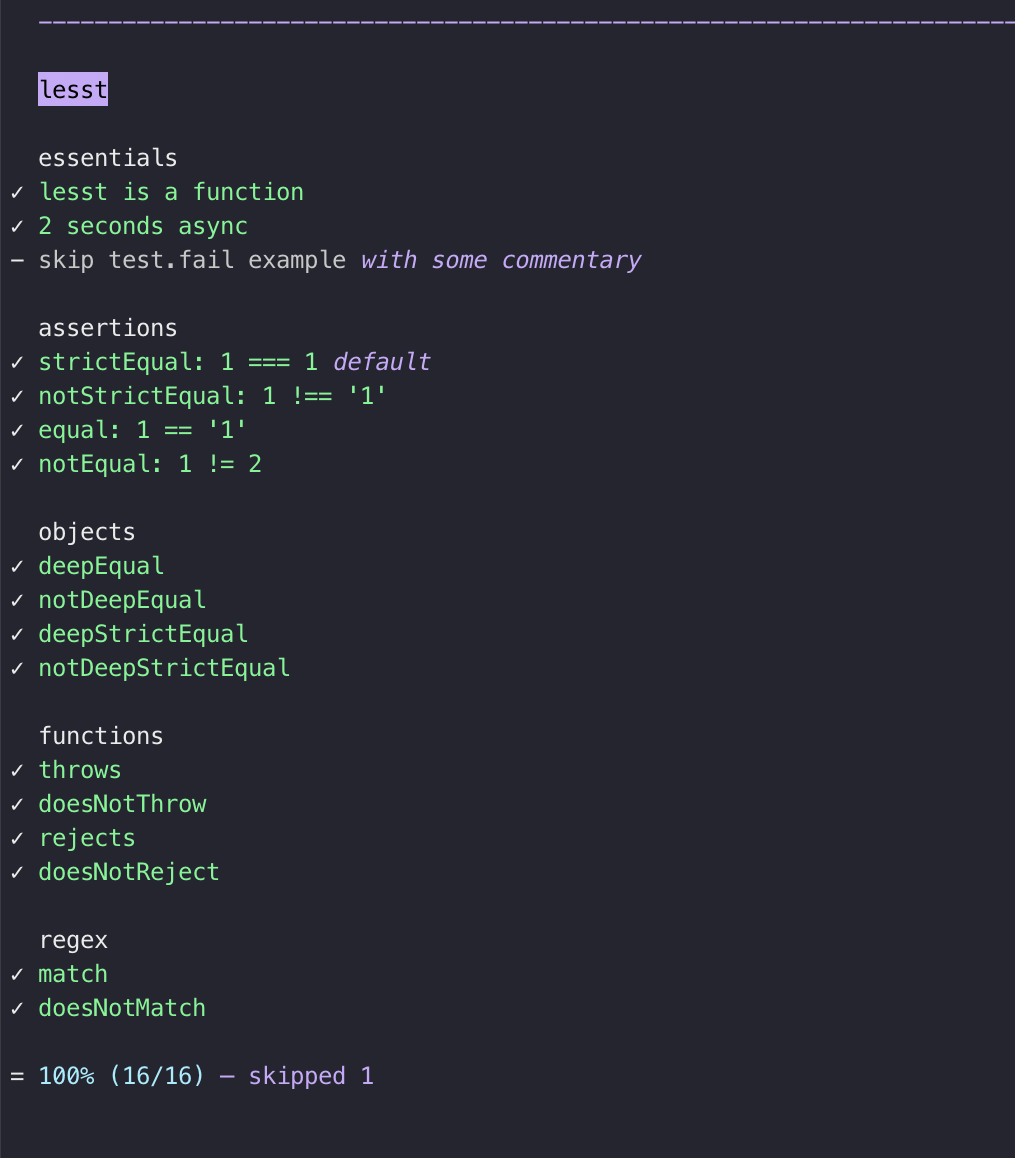 lesst
essentials
✓ lesst is a function
✓ 2 seconds async
— skip test.fail example with some commentary
assertions
✓ strictEqual: 1 === 1 default
✓ notStrictEqual: 1 !== '1'
✓ equal: 1 == '1'
✓ notEqual: 1 != 2
objects
✓ deepEqual
✓ notDeepEqual
✓ deepStrictEqual
✓ notDeepStrictEqual
functions
✓ throws
✓ doesNotThrow
✓ rejects
✓ doesNotReject
regex
✓ match
✓ doesNotMatch
= 100% (16/16) — skipped 1